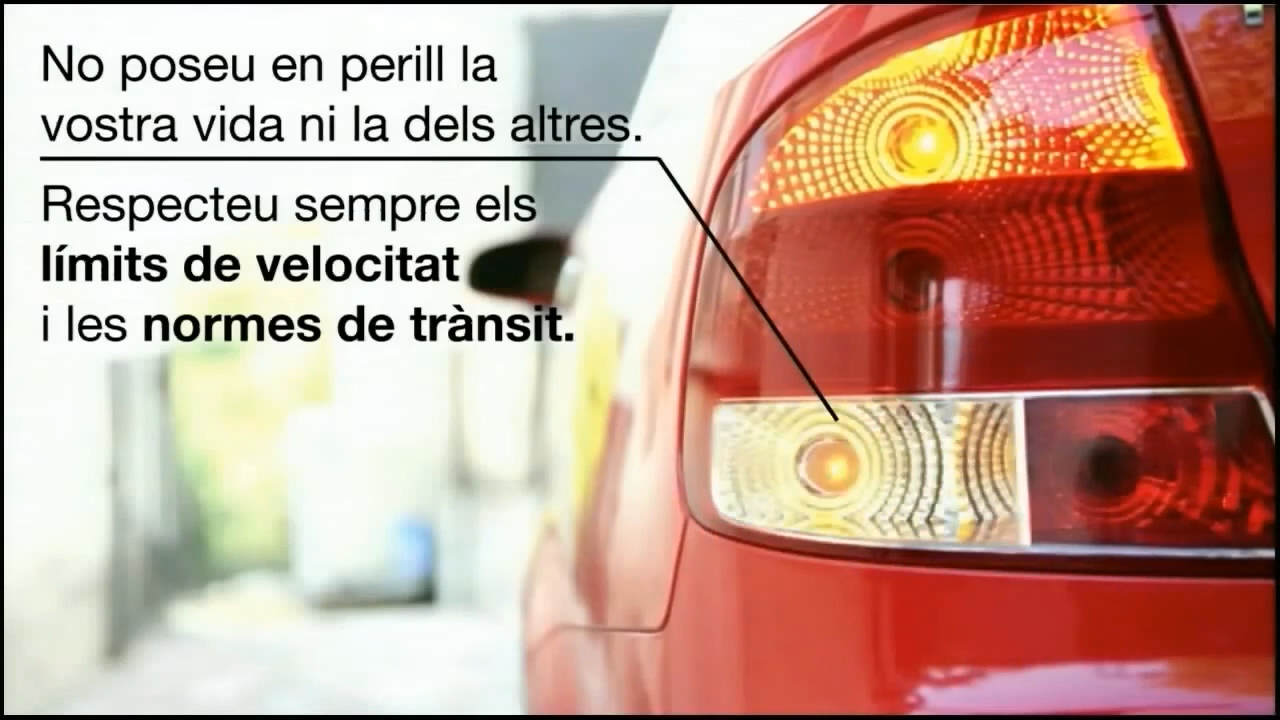 No poseu en perill la
vostra vida ni la dels altres.
Respecteu sempre els
límits de velocitat
i les normes de trànsit.